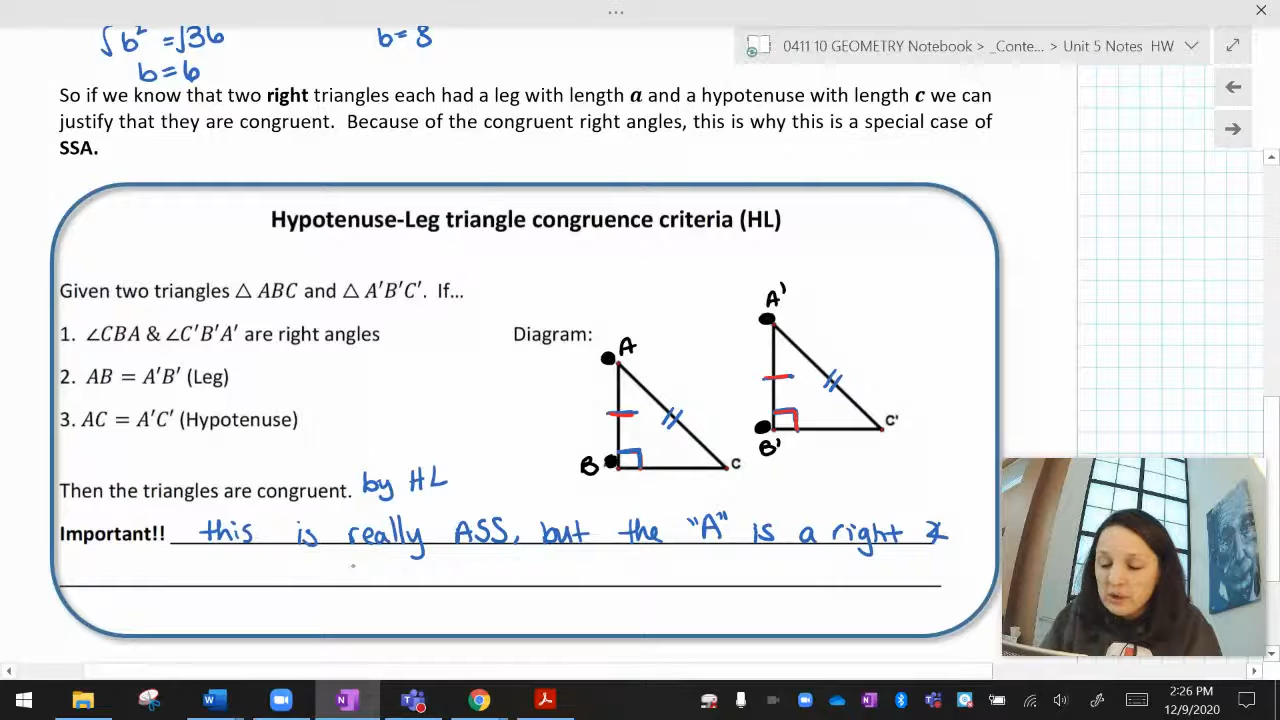 √b² = √36
b = 8
b = 6
0411 10 GEOMETRY Notebook > _Conte... > Unit 5 Notes HW
So if we know that two right triangles each had a leg with length a and a hypotenuse with length c we can
justify that they are congruent. Because of the congruent right angles, this is why this is a special case of
SSA.
Hypotenuse-Leg triangle congruence criteria (HL)
Given two triangles △ ABC and △ A'B'C'. If...
1. ∠CBA & ∠C'B'A' are right angles
Diagram:
2. AB = A'B' (Leg)
3. AC = A'C' (Hypotenuse)
A
B
C
A'
B'
C'
Then the triangles are congruent. by HL
Important!! this is really ASS, but the "A" is a right ∡
2:26 PM
12/9/2020